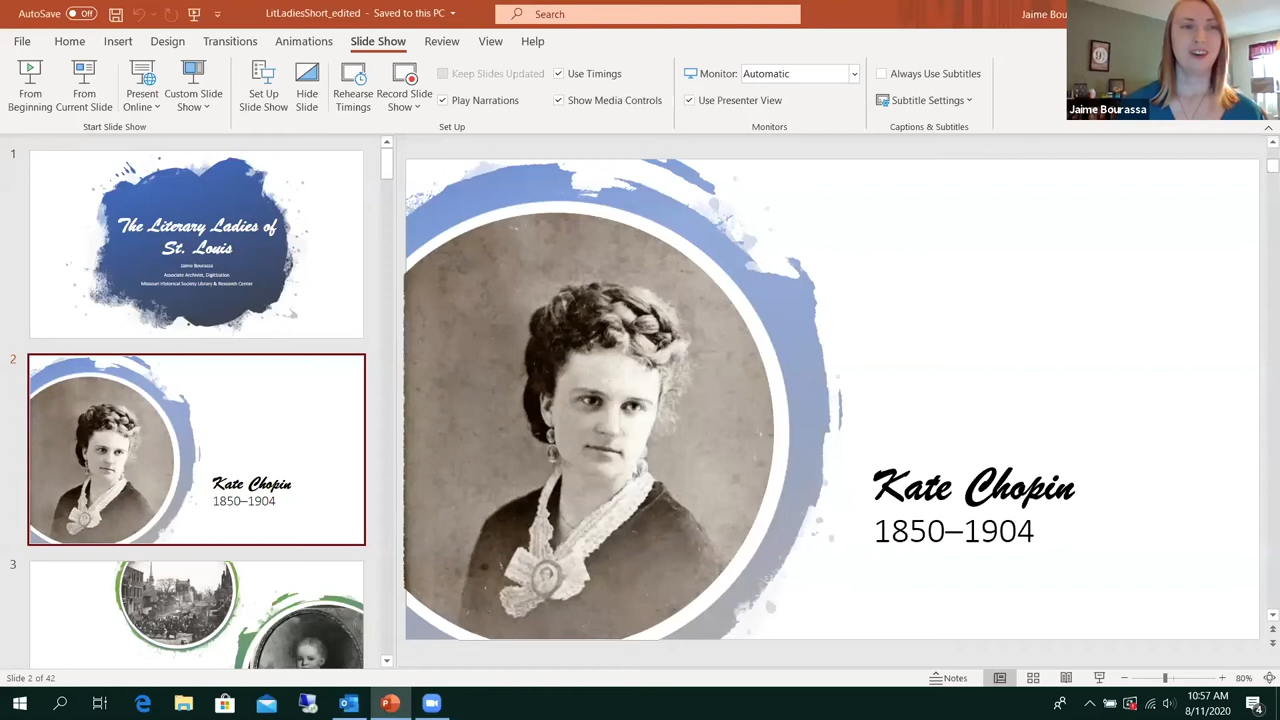 AutoSave Off
LitLadiesShort_edited - Saved to this PC
Search
Jaime Bou
File Home Insert Design Transitions Animations Slide Show Review View Help
From Beginning
From Current Slide
Present Online
Custom Slide Show
Set Up Slide Show
Hide Slide
Rehearse Timings
Record Slide Show
Keep Slides Updated
Play Narrations
Use Timings
Show Media Controls
Monitor: Automatic
Use Presenter View
Always Use Subtitles
Subtitle Settings
Jaime Bourassa
Start Slide Show
Set Up
Monitors
Captions & Subtitles
1
The Literary Ladies of
St. Louis
Jaime Bourassa
Associate Archivist, Digitization
Missouri Historical Society Library & Research Center
2
Kate Chopin
1850–1904
3
Kate Chopin
1850–1904
Slide 2 of 42
Notes
80%
10:57 AM
8/11/2020
4